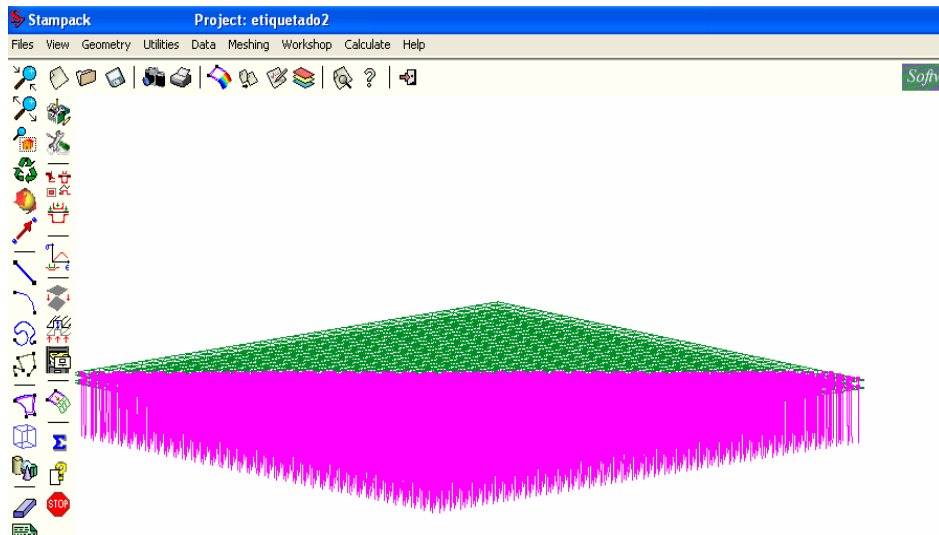 Stampack Project: etiquetado2
Files View Geometry Utilities Data Meshing Workshop Calculate Help
STOP